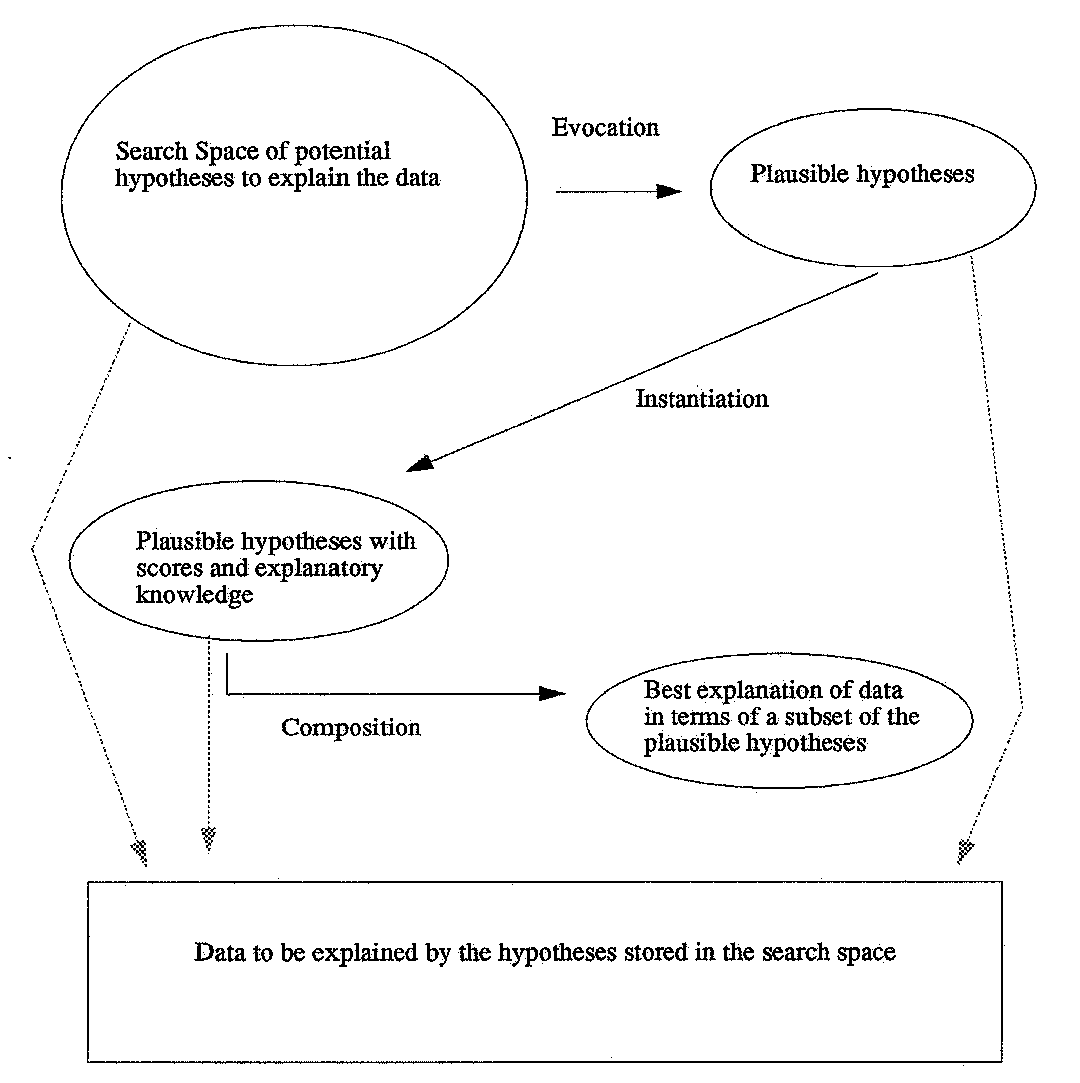 Search Space of potential
hypotheses to explain the data
Evocation
Plausible hypotheses
Instantiation
Plausible hypotheses with
scores and explanatory
knowledge
Best explanation of data
in terms of a subset of the
plausible hypotheses
Composition
Data to be explained by the hypotheses stored in the search space